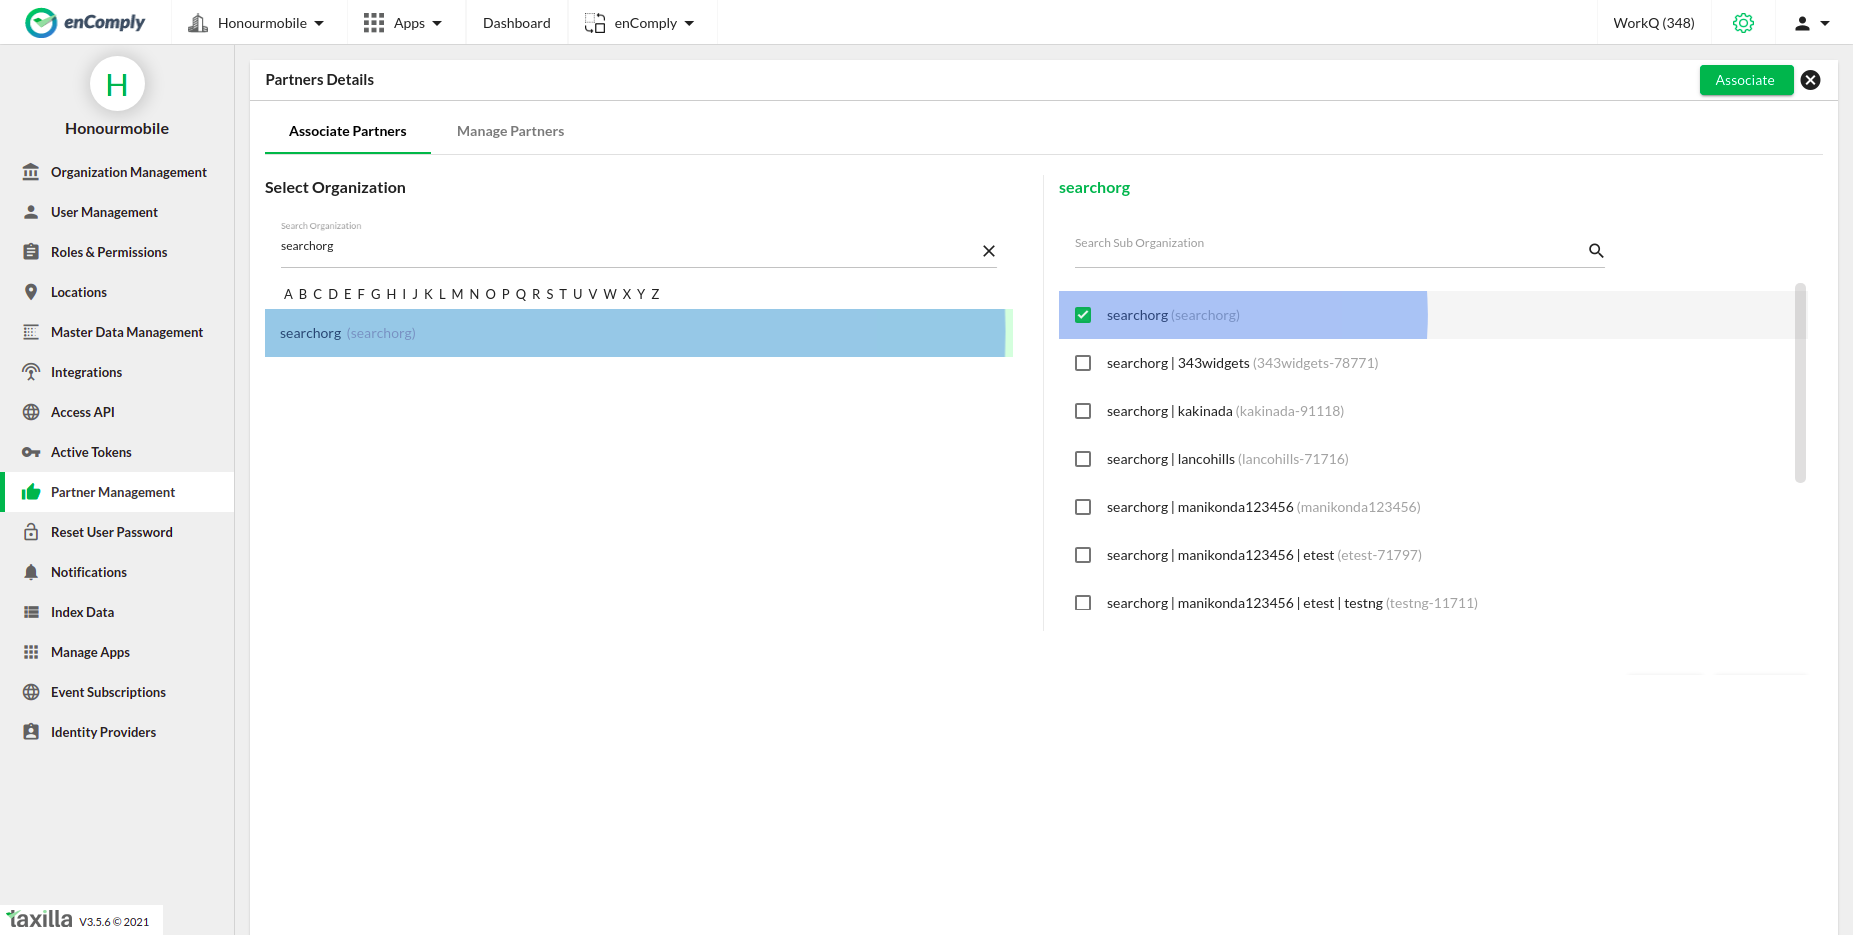 enComply Honourmobile Apps Dashboard enComply WorkQ (348)
H
Honourmobile
Organization Management
User Management
Roles & Permissions
Locations
Master Data Management
Integrations
Access API
Active Tokens
Partner Management
Reset User Password
Notifications
Index Data
Manage Apps
Event Subscriptions
Identity Providers
taxilla V3.5.6 © 2021
Partners Details Associate
Associate Partners Manage Partners
Select Organization
Search Organization
searchorg
A B C D E F G H I J K L M N O P Q R S T U V W X Y Z
searchorg (searchorg)
searchorg
Search Sub Organization
searchorg (searchorg)
searchorg | 343widgets (343widgets-78771)
searchorg | kakinada (kakinada-91118)
searchorg | lancohills (lancohills-71716)
searchorg | manikonda123456 (manikonda123456)
searchorg | manikonda123456 | etest (etest-71797)
searchorg | manikonda123456 | etest | testng (testng-11711)